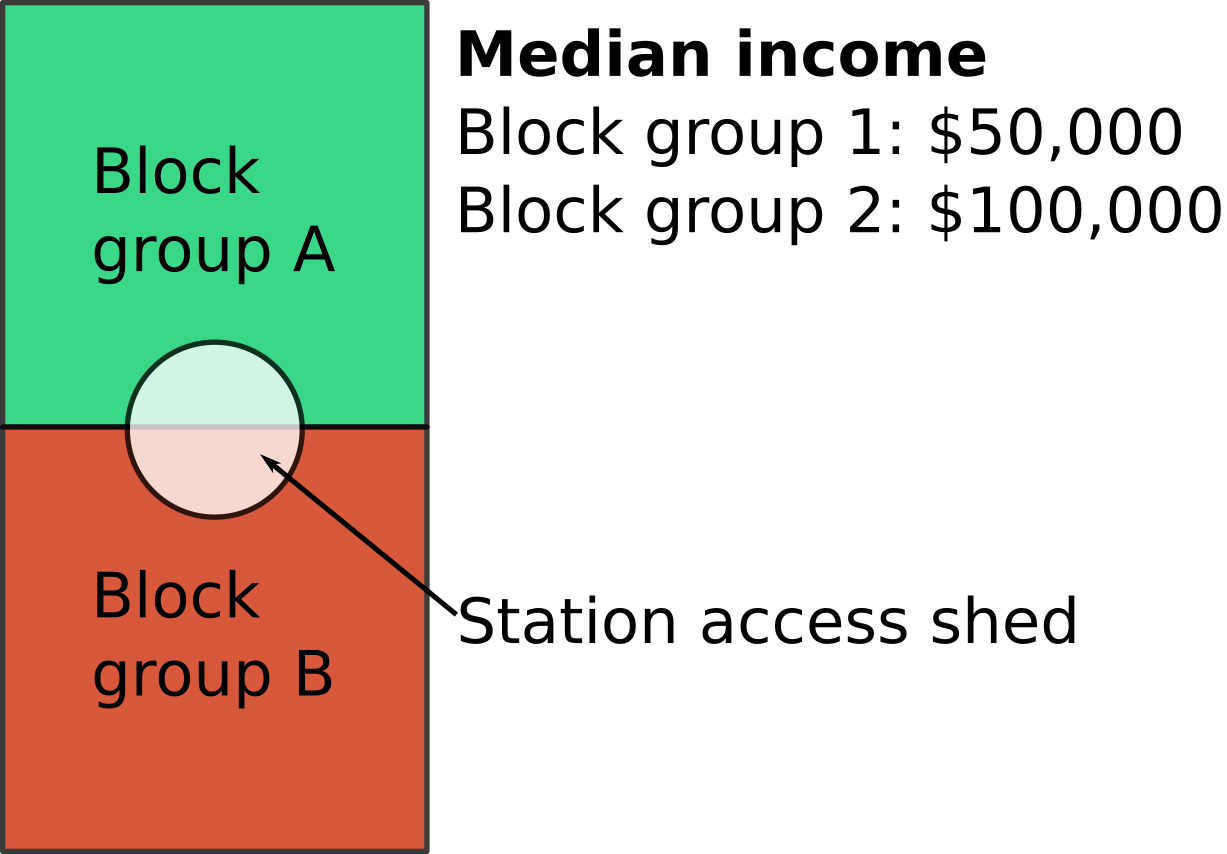 Median income
Block group 1: $50,000
Block group 2: $100,000
Block
group A
Block
group B
Station access shed